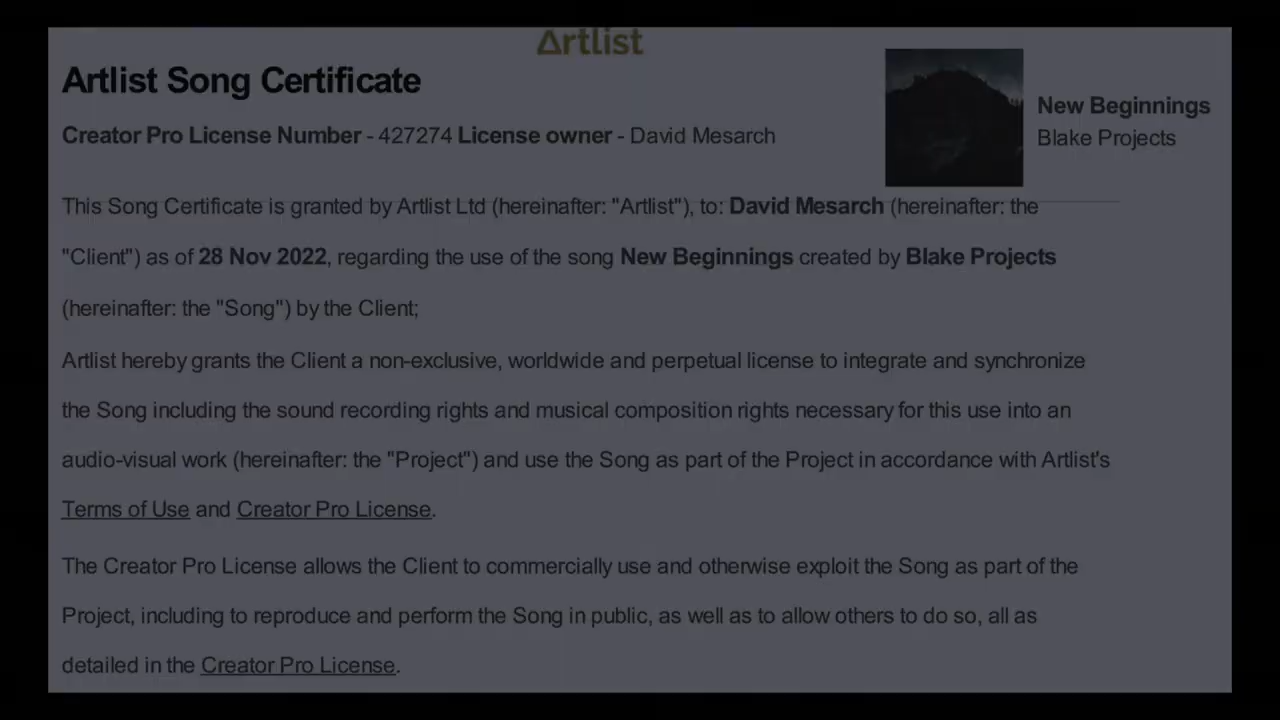 Artlist
Artlist Song Certificate
New Beginnings
Blake Projects
Creator Pro License Number - 427274 License owner - David Mesarch
This Song Certificate is granted by Artlist Ltd (hereinafter: "Artlist"), to: David Mesarch (hereinafter: the
"Client") as of 28 Nov 2022, regarding the use of the song New Beginnings created by Blake Projects
(hereinafter: the "Song") by the Client;
Artlist hereby grants the Client a non-exclusive, worldwide and perpetual license to integrate and synchronize
the Song including the sound recording rights and musical composition rights necessary for this use into an
audio-visual work (hereinafter: the "Project") and use the Song as part of the Project in accordance with Artlist's
Terms of Use and Creator Pro License.
The Creator Pro License allows the Client to commercially use and otherwise exploit the Song as part of the
Project, including to reproduce and perform the Song in public, as well as to allow others to do so, all as
detailed in the Creator Pro License.